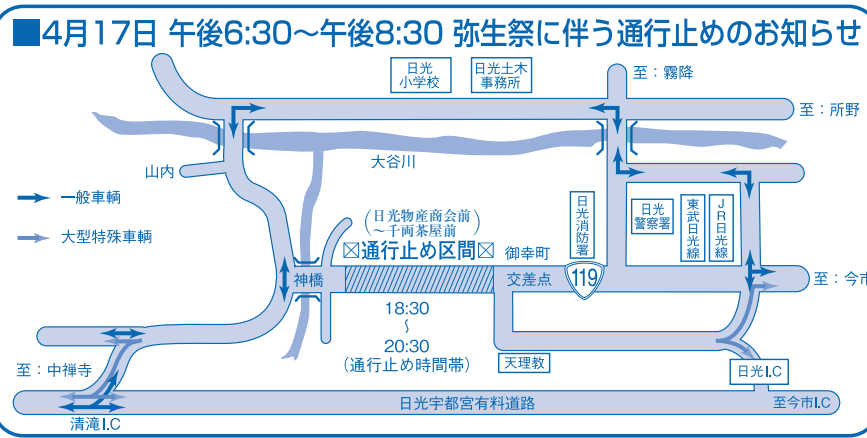 ■4月17日 午後6:30～午後8:30 弥生祭に伴う通行止めのお知らせ
日光
小学校
日光土木
事務所
至：霧降
至：所野
大谷川
山内
一般車輌
大型特殊車輌
（日光物産商会前
～千両茶屋前）
☒通行止め区間☒
御幸町
交差点
日光消防署
日光
警察署
東武日光線
JR日光線
119
神橋
至：今市
18:30
～
20:30
（通行止め時間帯）
天理教
至：中禅寺
日光I.C
日光宇都宮有料道路
至今市I.C
清滝I.C